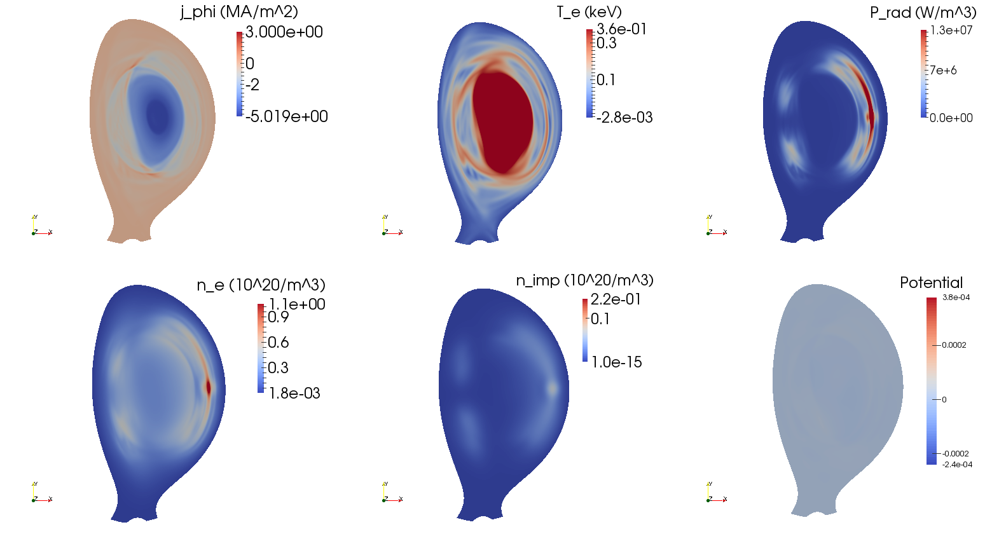 j_phi (MA/m^2)
3.000e+00
0
-2
-5.019e+00
Y
Z
X
T_e (keV)
3.6e-01
0.3
0.1
-2.8e-03
Y
Z
X
P_rad (W/m^3)
1.3e+07
7e+6
0.0e+00
Y
Z
X
n_e (10^20/m^3)
1.1e+00
0.9
0.6
0.3
1.8e-03
Y
Z
X
n_imp (10^20/m^3)
2.2e-01
0.1
1.0e-15
Y
Z
X
Potential
3.8e-04
0.0002
0
-0.0002
-2.4e-04
Y
Z
X